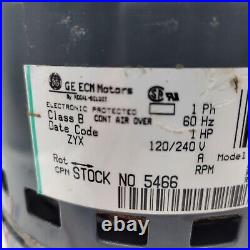 GE ECM Motors
By REGAL-BELOIT
ELECTRONIC PROTECTED
Class B CONT AIR OVER
Date Code
ZYX
Rot
CPM STOCK NO 5466
1 Ph
60 Hz
1 HP
120/240 V
A Model
RPM